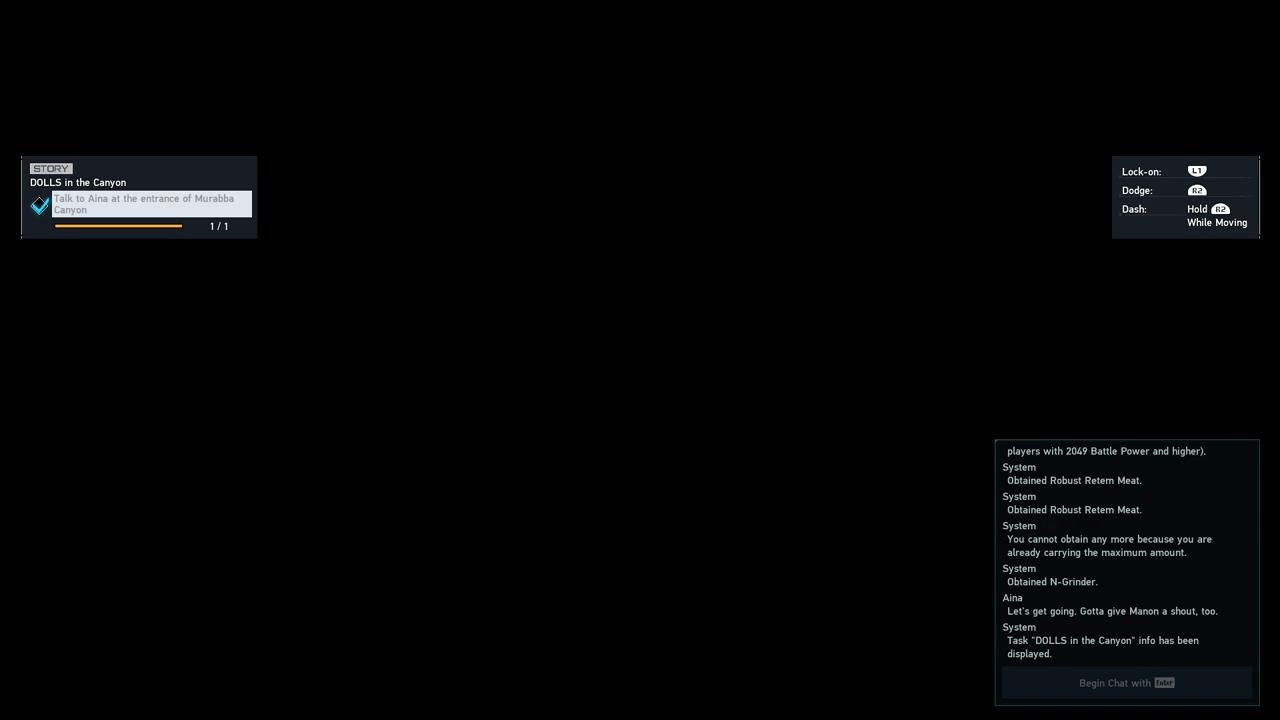 STORY
DOLLS in the Canyon
Talk to Aina at the entrance of Murabba
Canyon
1 / 1
Lock-on: L1
Dodge: R2
Dash: Hold R2
While Moving
players with 2049 Battle Power and higher).
System
Obtained Robust Retem Meat.
System
Obtained Robust Retem Meat.
System
You cannot obtain any more because you are
already carrying the maximum amount.
System
Obtained N-Grinder.
Aina
Let's get going. Gotta give Manon a shout, too.
System
Task "DOLLS in the Canyon" info has been
displayed.
Begin Chat with Enter